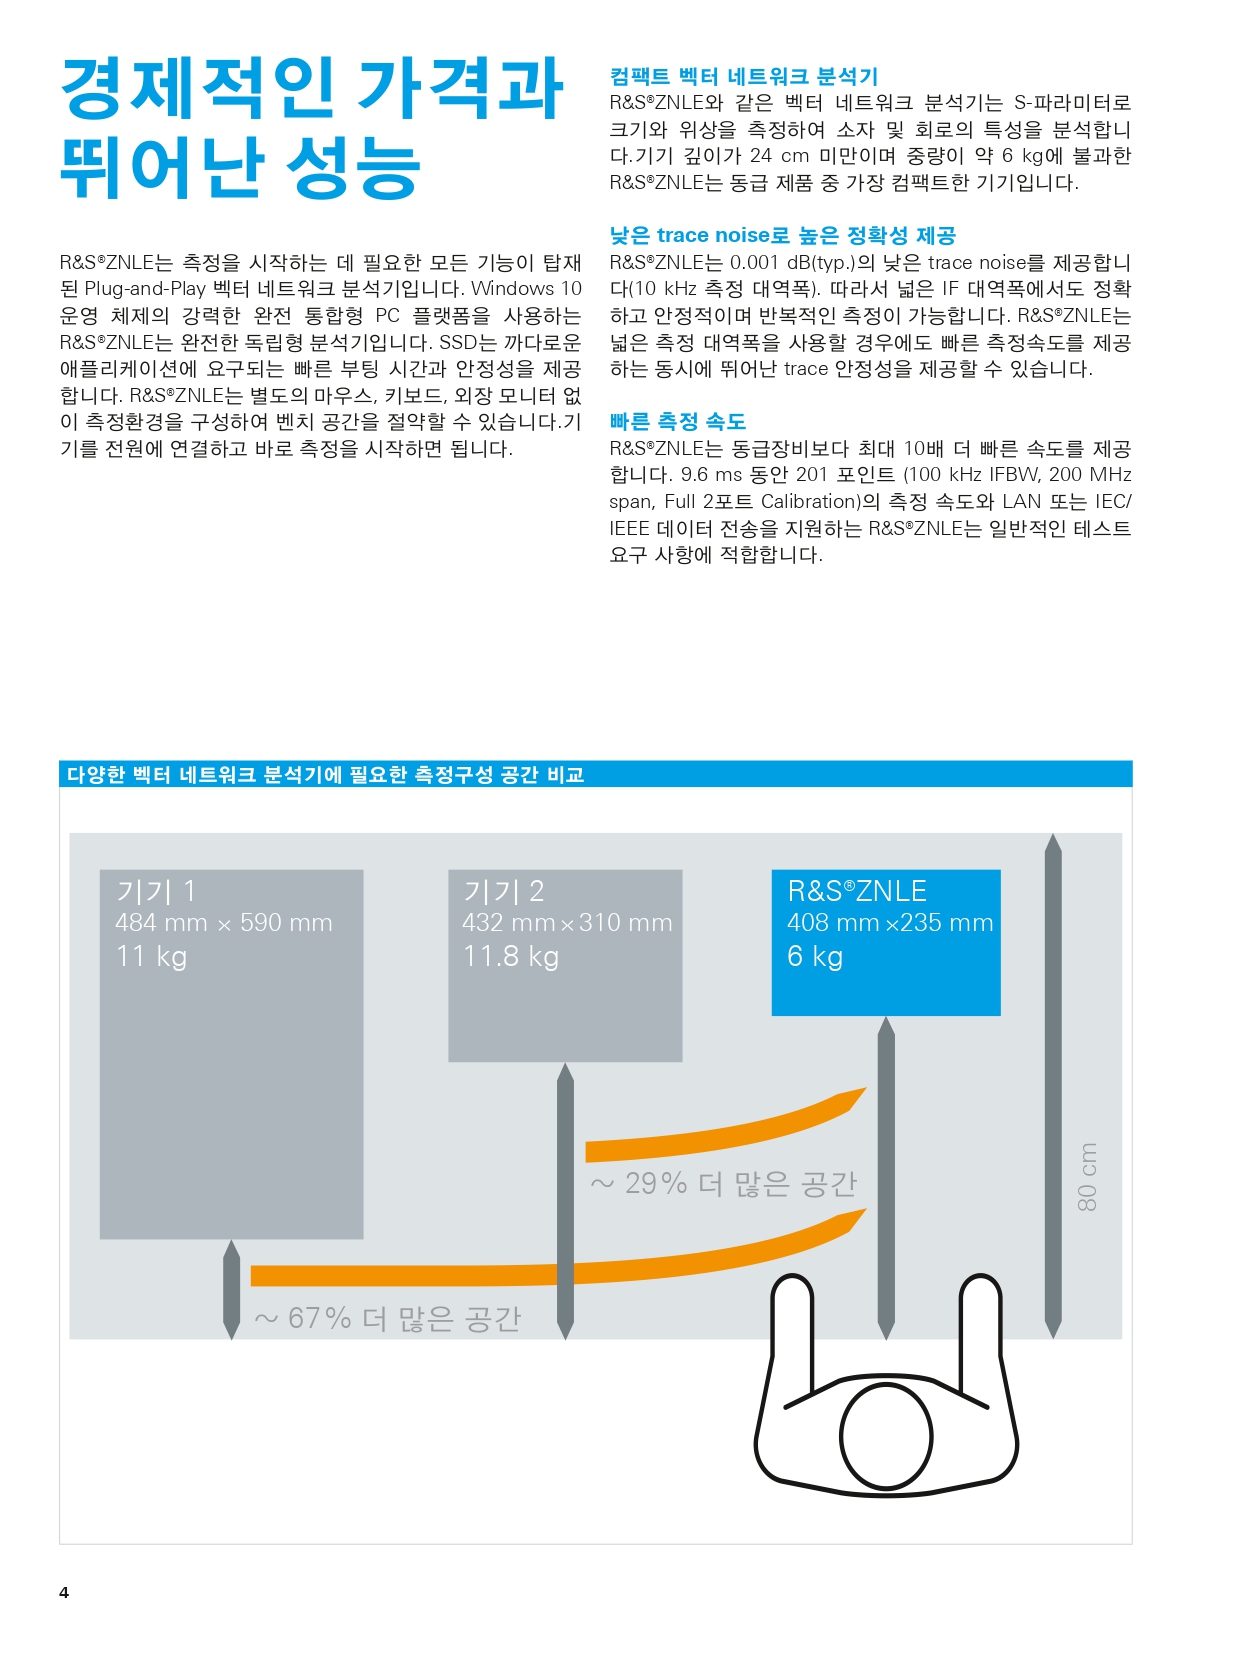 경제적인 가격과
뛰어난 성능
R&S®ZNLE는 측정을 시작하는 데 필요한 모든 기능이 탑재
된 Plug-and-Play 벡터 네트워크 분석기입니다. Windows 10
운영 체제의 강력한 완전 통합형 PC 플랫폼을 사용하는
R&S®ZNLE는 완전한 독립형 분석기입니다. SSD는 까다로운
애플리케이션에 요구되는 빠른 부팅 시간과 안정성을 제공
합니다. R&S®ZNLE는 별도의 마우스, 키보드, 외장 모니터 없
이 측정환경을 구성하여 벤치 공간을 절약할 수 있습니다.기
기를 전원에 연결하고 바로 측정을 시작하면 됩니다.
컴팩트 벡터 네트워크 분석기
R&S®ZNLE와 같은 벡터 네트워크 분석기는 S-파라미터로
크기와 위상을 측정하여 소자 및 회로의 특성을 분석합니
다.기기 깊이가 24 cm 미만이며 중량이 약 6 kg에 불과한
R&S®ZNLE는 동급 제품 중 가장 컴팩트한 기기입니다.
낮은 trace noise로 높은 정확성 제공
R&S®ZNLE는 0.001 dB(typ.)의 낮은 trace noise를 제공합니
다(10 kHz 측정 대역폭). 따라서 넓은 IF 대역폭에서도 정확
하고 안정적이며 반복적인 측정이 가능합니다. R&S®ZNLE는
넓은 측정 대역폭을 사용할 경우에도 빠른 측정속도를 제공
하는 동시에 뛰어난 trace 안정성을 제공할 수 있습니다.
빠른 측정 속도
R&S®ZNLE는 동급장비보다 최대 10배 더 빠른 속도를 제공
합니다. 9.6 ms 동안 201 포인트 (100 kHz IFBW, 200 MHz
span, Full 2포트 Calibration)의 측정 속도와 LAN 또는 IEC/
IEEE 데이터 전송을 지원하는 R&S®ZNLE는 일반적인 테스트
요구 사항에 적합합니다.
다양한 벡터 네트워크 분석기에 필요한 측정구성 공간 비교
기기 1
484 mm × 590 mm
11 kg
기기 2
432 mm × 310 mm
11.8 kg
R&S®ZNLE
408 mm ×235 mm
6 kg
80 cm
~ 29% 더 많은 공간
~ 67% 더 많은 공간
4